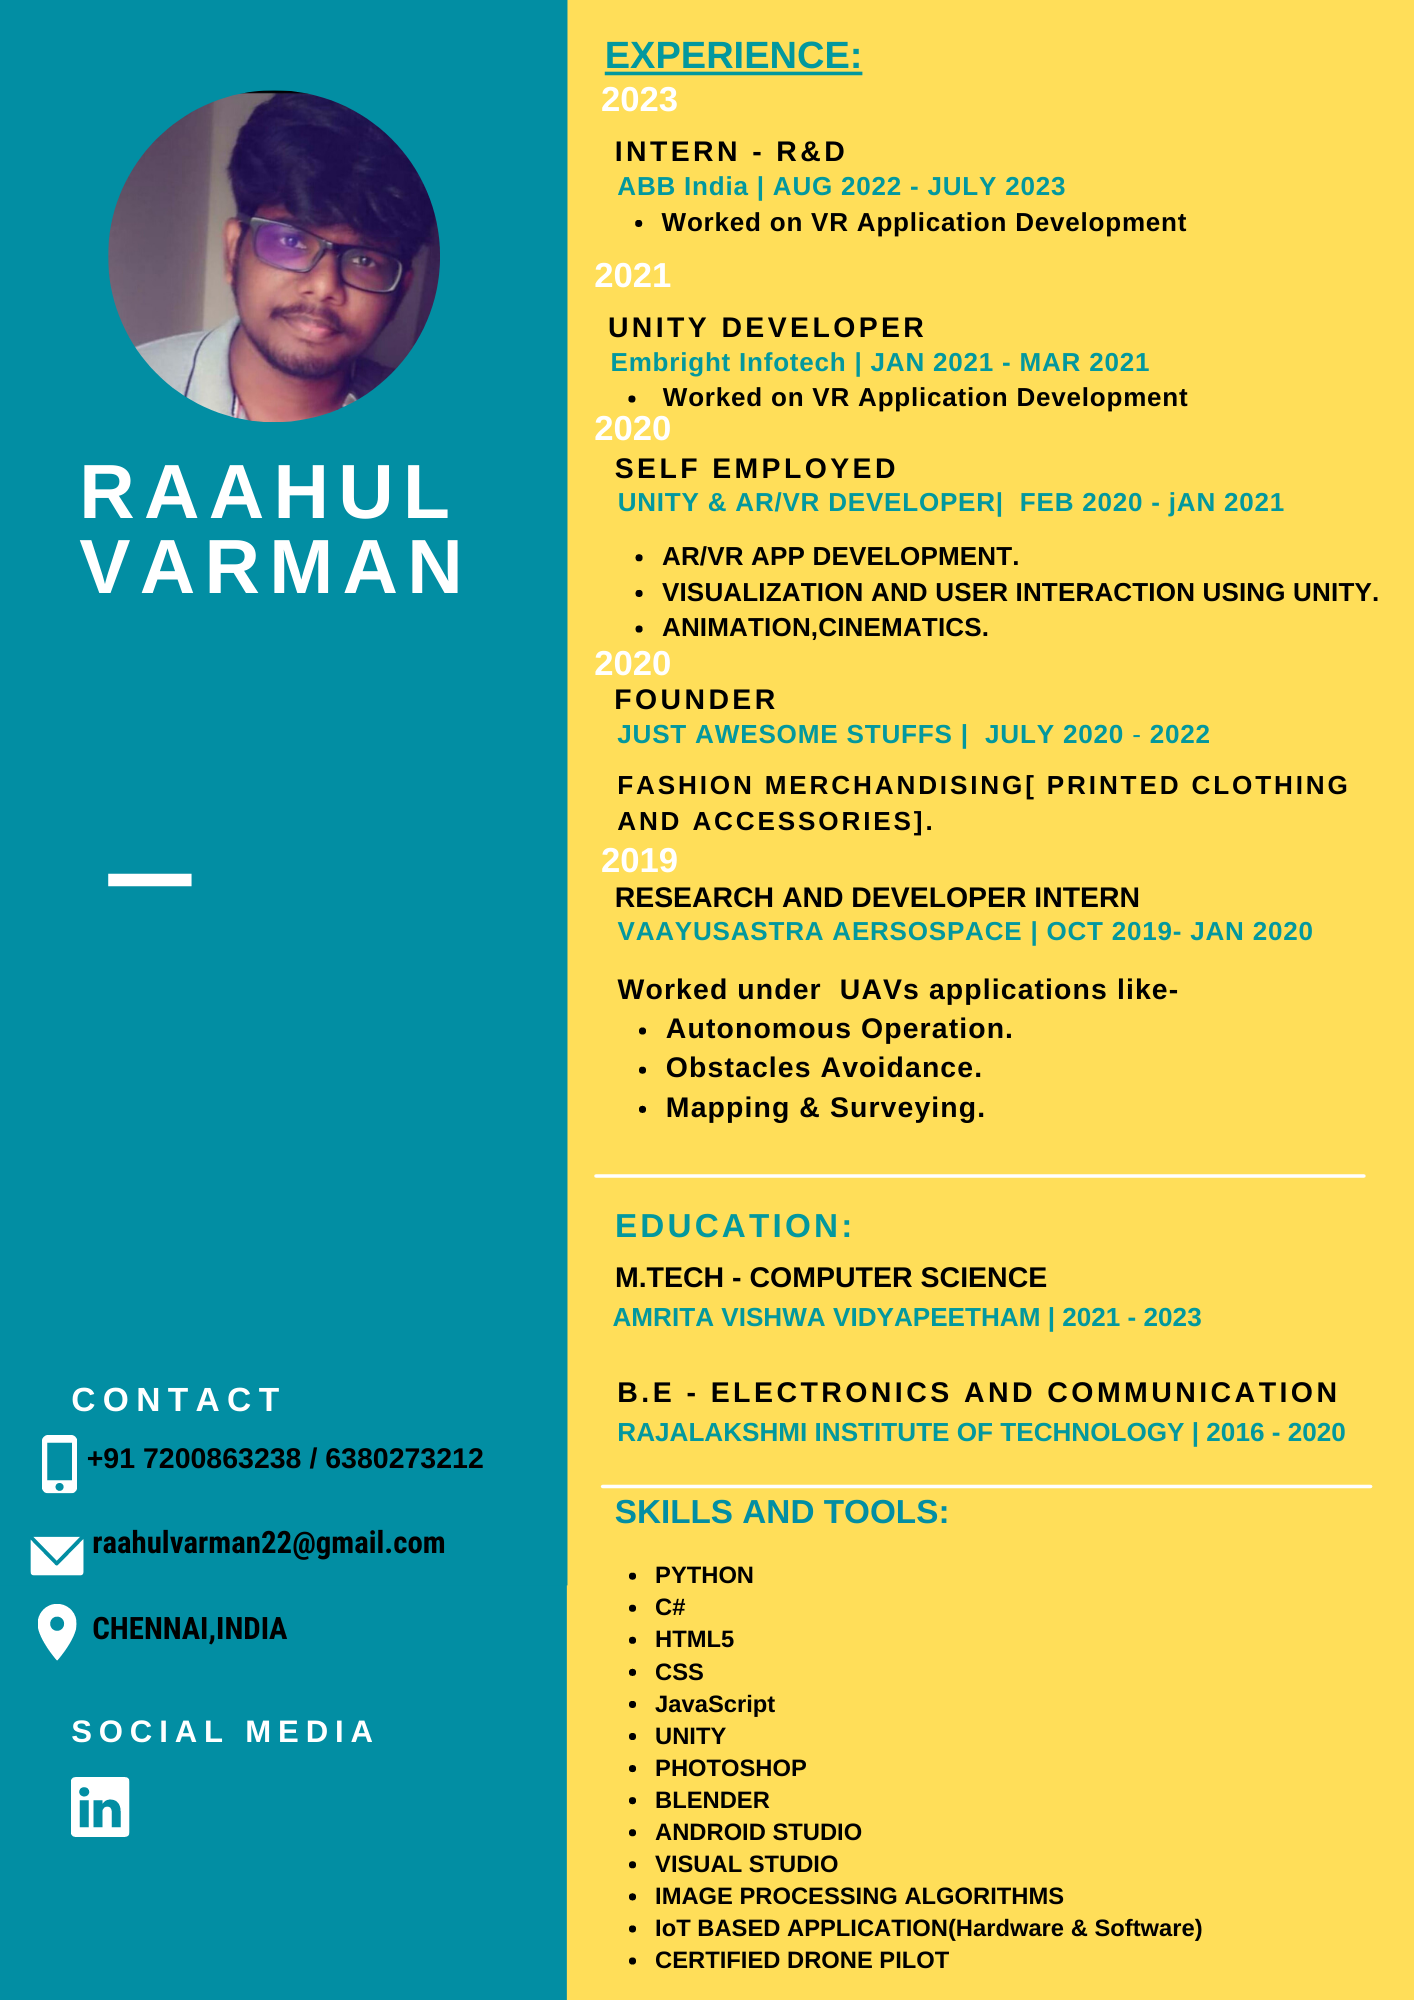 RAAHUL
VARMAN
CONTACT
+91 7200863238 / 6380273212
raahulvarman22@gmail.com
CHENNAI,INDIA
SOCIAL MEDIA
in
EXPERIENCE:
2023
INTERN - R&D
ABB India | AUG 2022 - JULY 2023
• Worked on VR Application Development
2021
UNITY DEVELOPER
Embright Infotech | JAN 2021 - MAR 2021
• Worked on VR Application Development
2020
SELF EMPLOYED
UNITY & AR/VR DEVELOPER| FEB 2020 - jAN 2021
• AR/VR APP DEVELOPMENT.
• VISUALIZATION AND USER INTERACTION USING UNITY.
• ANIMATION,CINEMATICS.
2020
FOUNDER
JUST AWESOME STUFFS | JULY 2020 - 2022
FASHION MERCHANDISING[ PRINTED CLOTHING
AND ACCESSORIES].
2019
RESEARCH AND DEVELOPER INTERN
VAAYUSASTRA AERSOSPACE | OCT 2019- JAN 2020
Worked under UAVs applications like-
• Autonomous Operation.
• Obstacles Avoidance.
• Mapping & Surveying.
EDUCATION:
M.TECH - COMPUTER SCIENCE
AMRITA VISHWA VIDYAPEETHAM | 2021 - 2023
B.E - ELECTRONICS AND COMMUNICATION
RAJALAKSHMI INSTITUTE OF TECHNOLOGY | 2016 - 2020
SKILLS AND TOOLS:
• PYTHON
• C#
• HTML5
• CSS
• JavaScript
• UNITY
• PHOTOSHOP
• BLENDER
• ANDROID STUDIO
• VISUAL STUDIO
• IMAGE PROCESSING ALGORITHMS
• IoT BASED APPLICATION(Hardware & Software)
• CERTIFIED DRONE PILOT